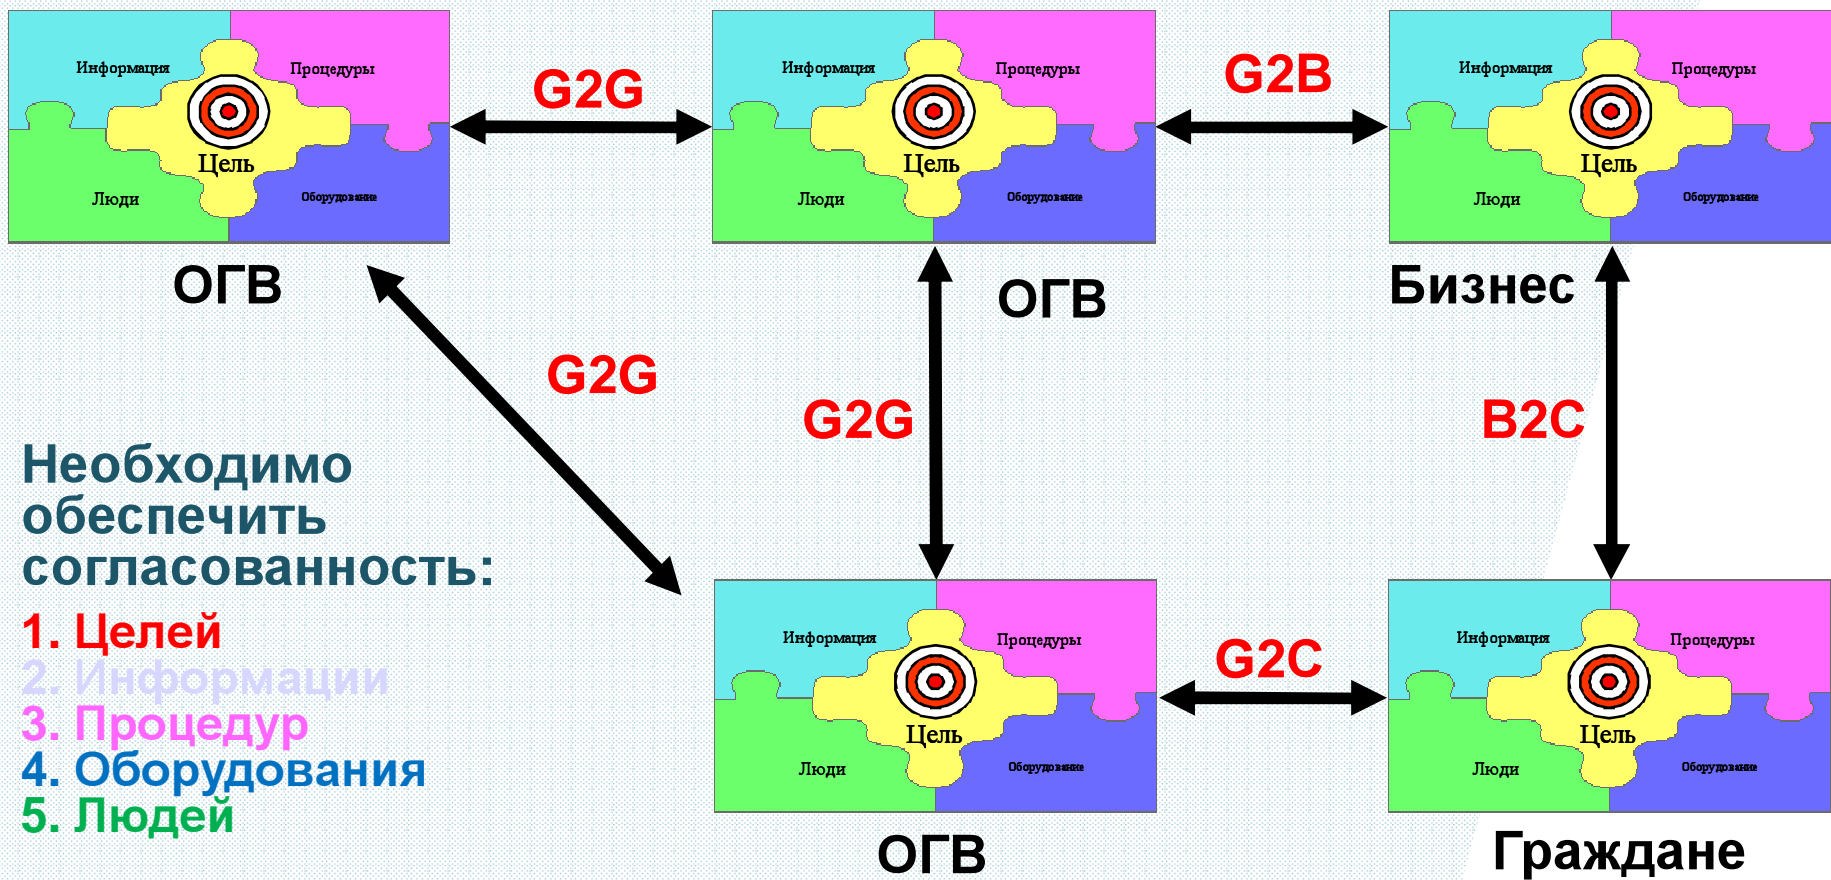 Информация
Процедуры
Цель
Люди
Оборудование
ОГВ
G2G
Информация
Процедуры
Цель
Люди
Оборудование
ОГВ
G2B
Информация
Процедуры
Цель
Люди
Оборудование
Бизнес
G2G
G2G
B2C
Необходимо
обеспечить
согласованность:
1. Целей
2. Информации
3. Процедур
4. Оборудования
5. Людей
Информация
Процедуры
Цель
Люди
Оборудование
ОГВ
G2C
Информация
Процедуры
Цель
Люди
Оборудование
Граждане